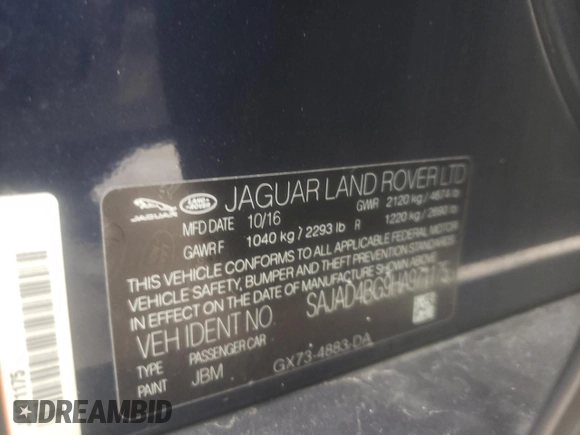 JAGUAR LAND ROVER
JAGUAR LAND ROVER LTD
MFD DATE 10/16 GVWR 2120 kg / 4674 lb
GAWR F 1040 kg / 2293 lb R 1220 kg / 2690 lb
THIS VEHICLE CONFORMS TO ALL APPLICABLE FEDERAL MOTOR
VEHICLE SAFETY, BUMPER AND THEFT PREVENTION STANDARDS
IN EFFECT ON THE DATE OF MANUFACTURE SHOWN ABOVE
VEH IDENT NO SAJAD4BG9HA971175
TYPE PASSENGER CAR
PAINT JBM GX73-4883-DA
1175
DREAMBID